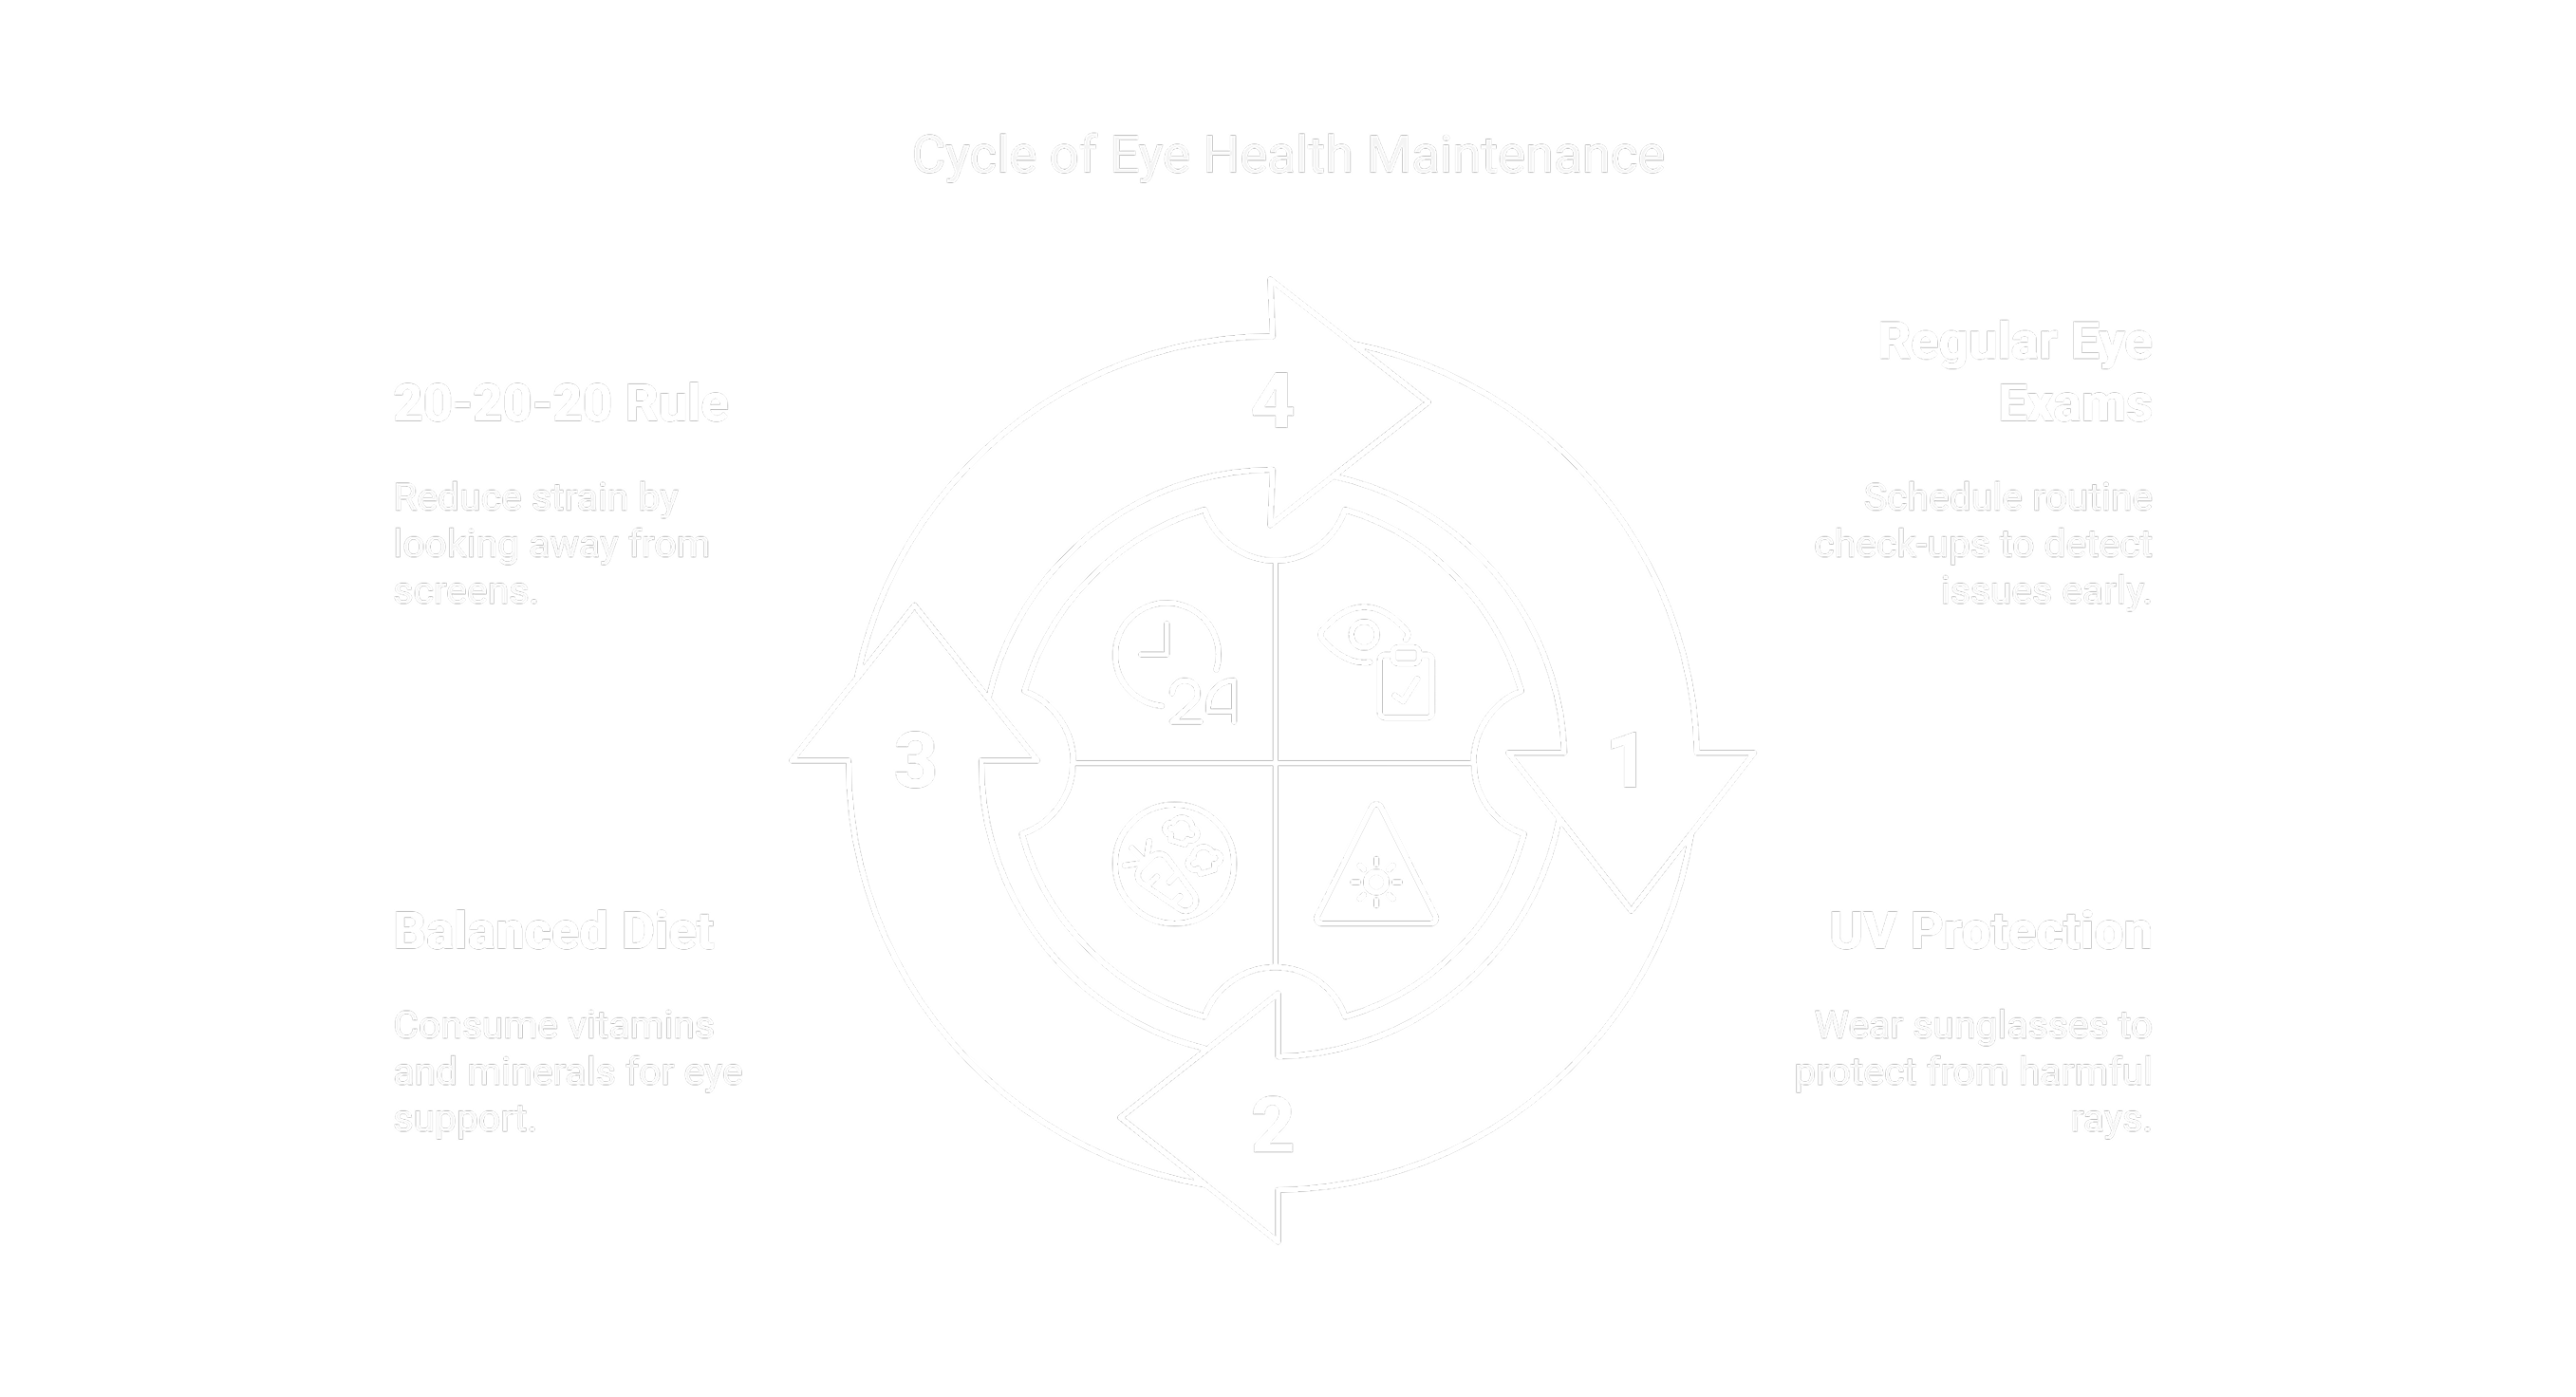 Cycle of Eye Health Maintenance
20-20-20 Rule
Reduce strain by
looking away from
screens.
Regular Eye
Exams
Schedule routine
check-ups to detect
issues early.
4
24
3
1
2
Balanced Diet
Consume vitamins
and minerals for eye
support.
UV Protection
Wear sunglasses to
protect from harmful
rays.